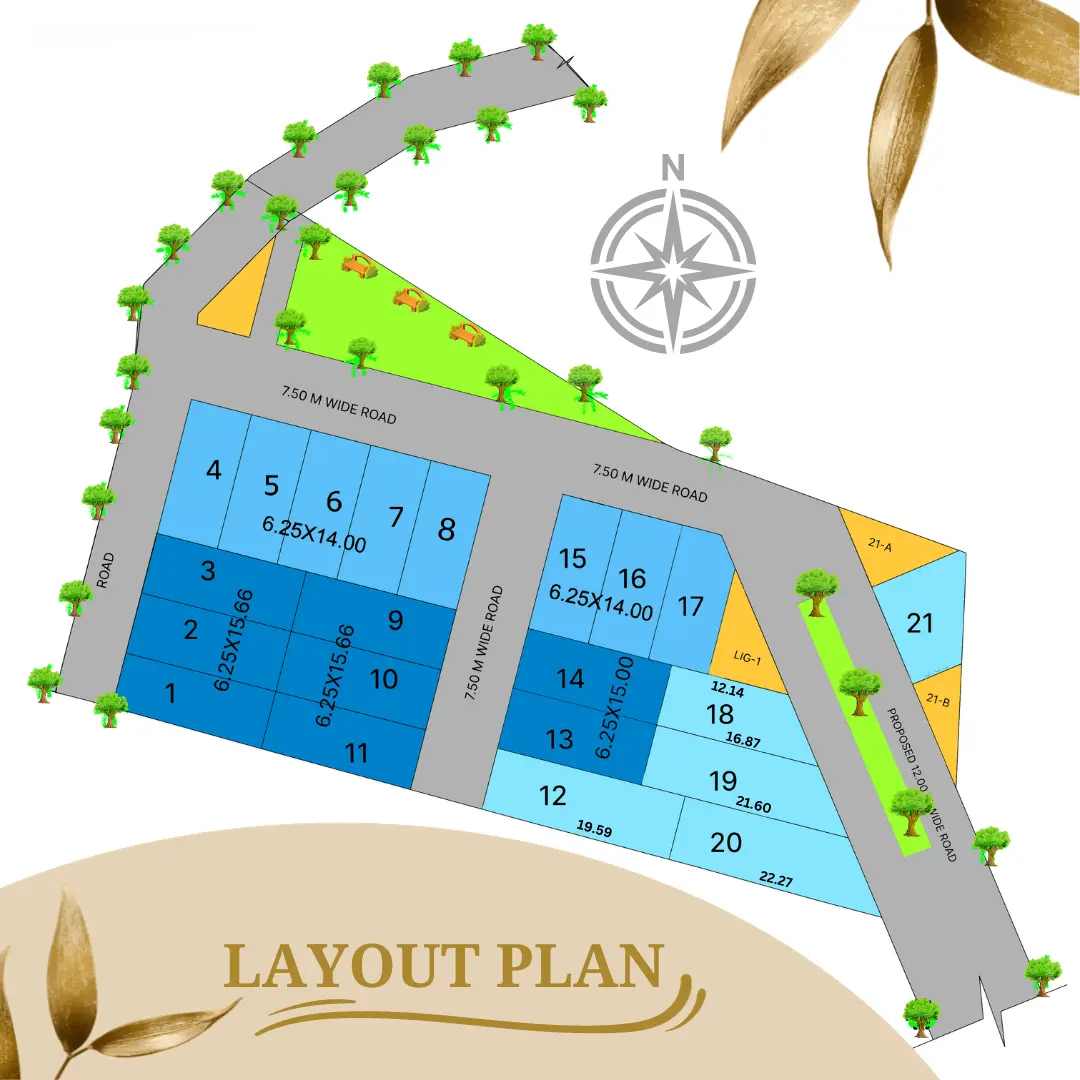 N
7.50 M WIDE ROAD
7.50 M WIDE ROAD
4
5
6
7
8
6.25X14.00
15
16
17
6.25X14.00
21-A
21
21-B
LIG-1
ROAD
3
2
1
6.25X15.66
9
10
11
6.25X15.66
7.50 M WIDE ROAD
14
13
6.25X15.00
12.14
18
16.87
19
21.60
12
19.59
20
22.27
PROPOSED 12.00 WIDE ROAD
LAYOUT PLAN